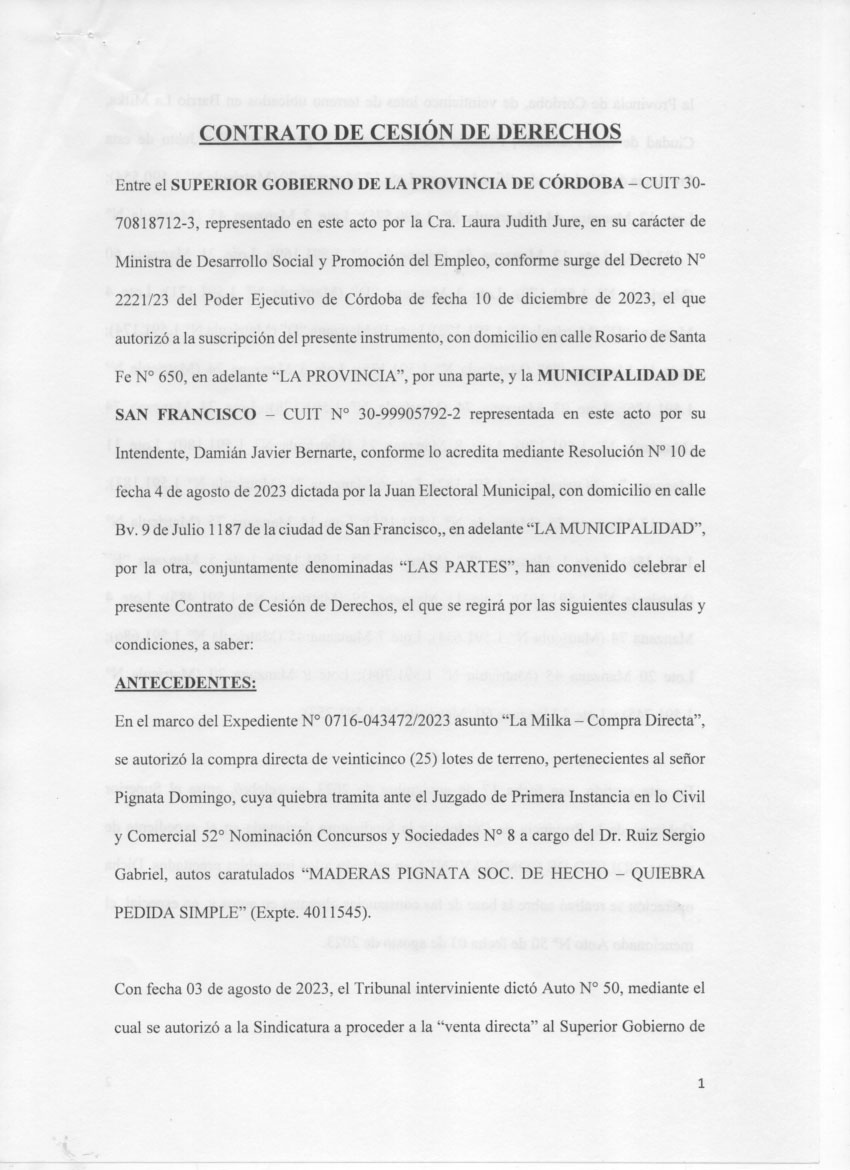 CONTRATO DE CESIÓN DE DERECHOS
Entre el SUPERIOR GOBIERNO DE LA PROVINCIA DE CÓRDOBA – CUIT 30-
70818712-3, representado en este acto por la Cra. Laura Judith Jure, en su carácter de
Ministra de Desarrollo Social y Promoción del Empleo, conforme surge del Decreto N°
2221/23 del Poder Ejecutivo de Córdoba de fecha 10 de diciembre de 2023, el que
autorizó a la suscripción del presente instrumento, con domicilio en calle Rosario de Santa
Fe N° 650, en adelante “LA PROVINCIA”, por una parte, y la MUNICIPALIDAD DE
SAN FRANCISCO – CUIT N° 30-99905792-2 representada en este acto por su
Intendente, Damián Javier Bernarte, conforme lo acredita mediante Resolución Nº 10 de
fecha 4 de agosto de 2023 dictada por la Juan Electoral Municipal, con domicilio en calle
Bv. 9 de Julio 1187 de la ciudad de San Francisco,, en adelante “LA MUNICIPALIDAD”,
por la otra, conjuntamente denominadas “LAS PARTES”, han convenido celebrar el
presente Contrato de Cesión de Derechos, el que se regirá por las siguientes clausulas y
condiciones, a saber:
ANTECEDENTES:
En el marco del Expediente N° 0716-043472/2023 asunto “La Milka – Compra Directa”,
se autorizó la compra directa de veinticinco (25) lotes de terreno, pertenecientes al señor
Pignata Domingo, cuya quiebra tramita ante el Juzgado de Primera Instancia en lo Civil
y Comercial 52° Nominación Concursos y Sociedades N° 8 a cargo del Dr. Ruiz Sergio
Gabriel, autos caratulados “MADERAS PIGNATA SOC. DE HECHO – QUIEBRA
PEDIDA SIMPLE” (Expte. 4011545).
Con fecha 03 de agosto de 2023, el Tribunal interviniente dictó Auto N° 50, mediante el
cual se autorizó a la Sindicatura a proceder a la “venta directa” al Superior Gobierno de
1